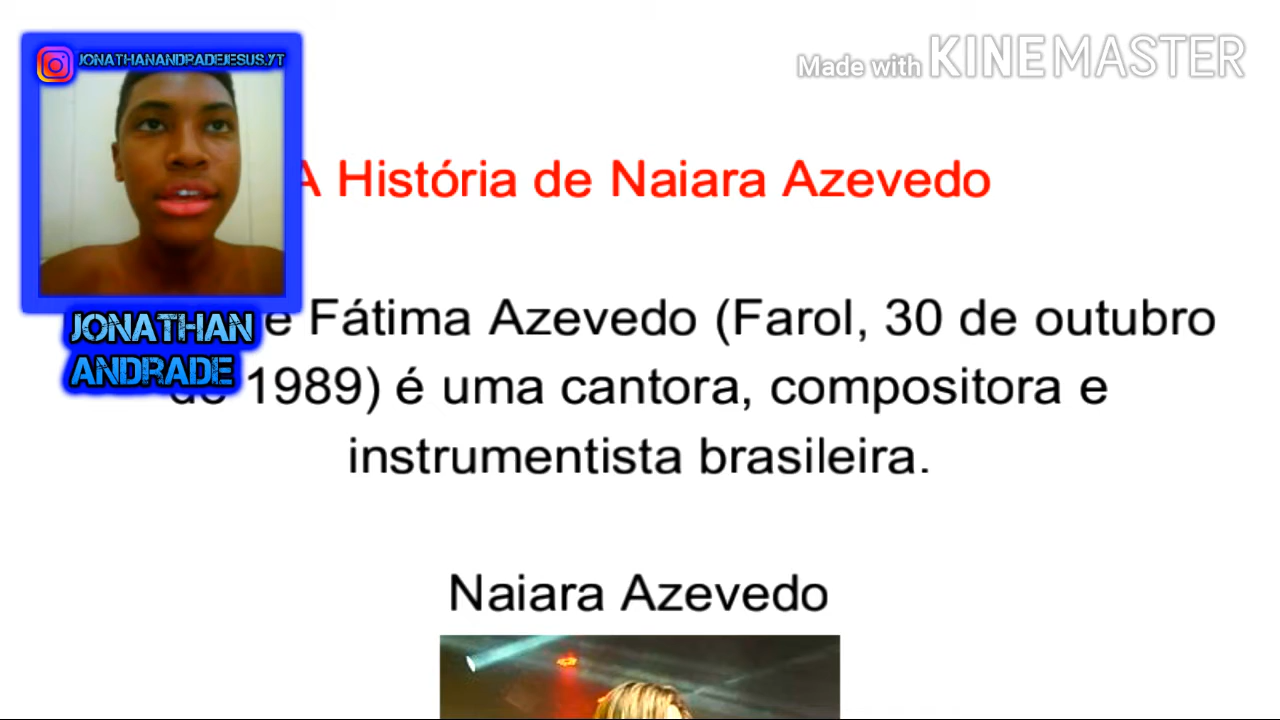 JONATHANANDRADEJESUS.YT
Made with KINEMASTER
A História de Naiara Azevedo
JONATHAN
ANDRADE
e Fátima Azevedo (Farol, 30 de outubro
de 1989) é uma cantora, compositora e
instrumentista brasileira.
Naiara Azevedo